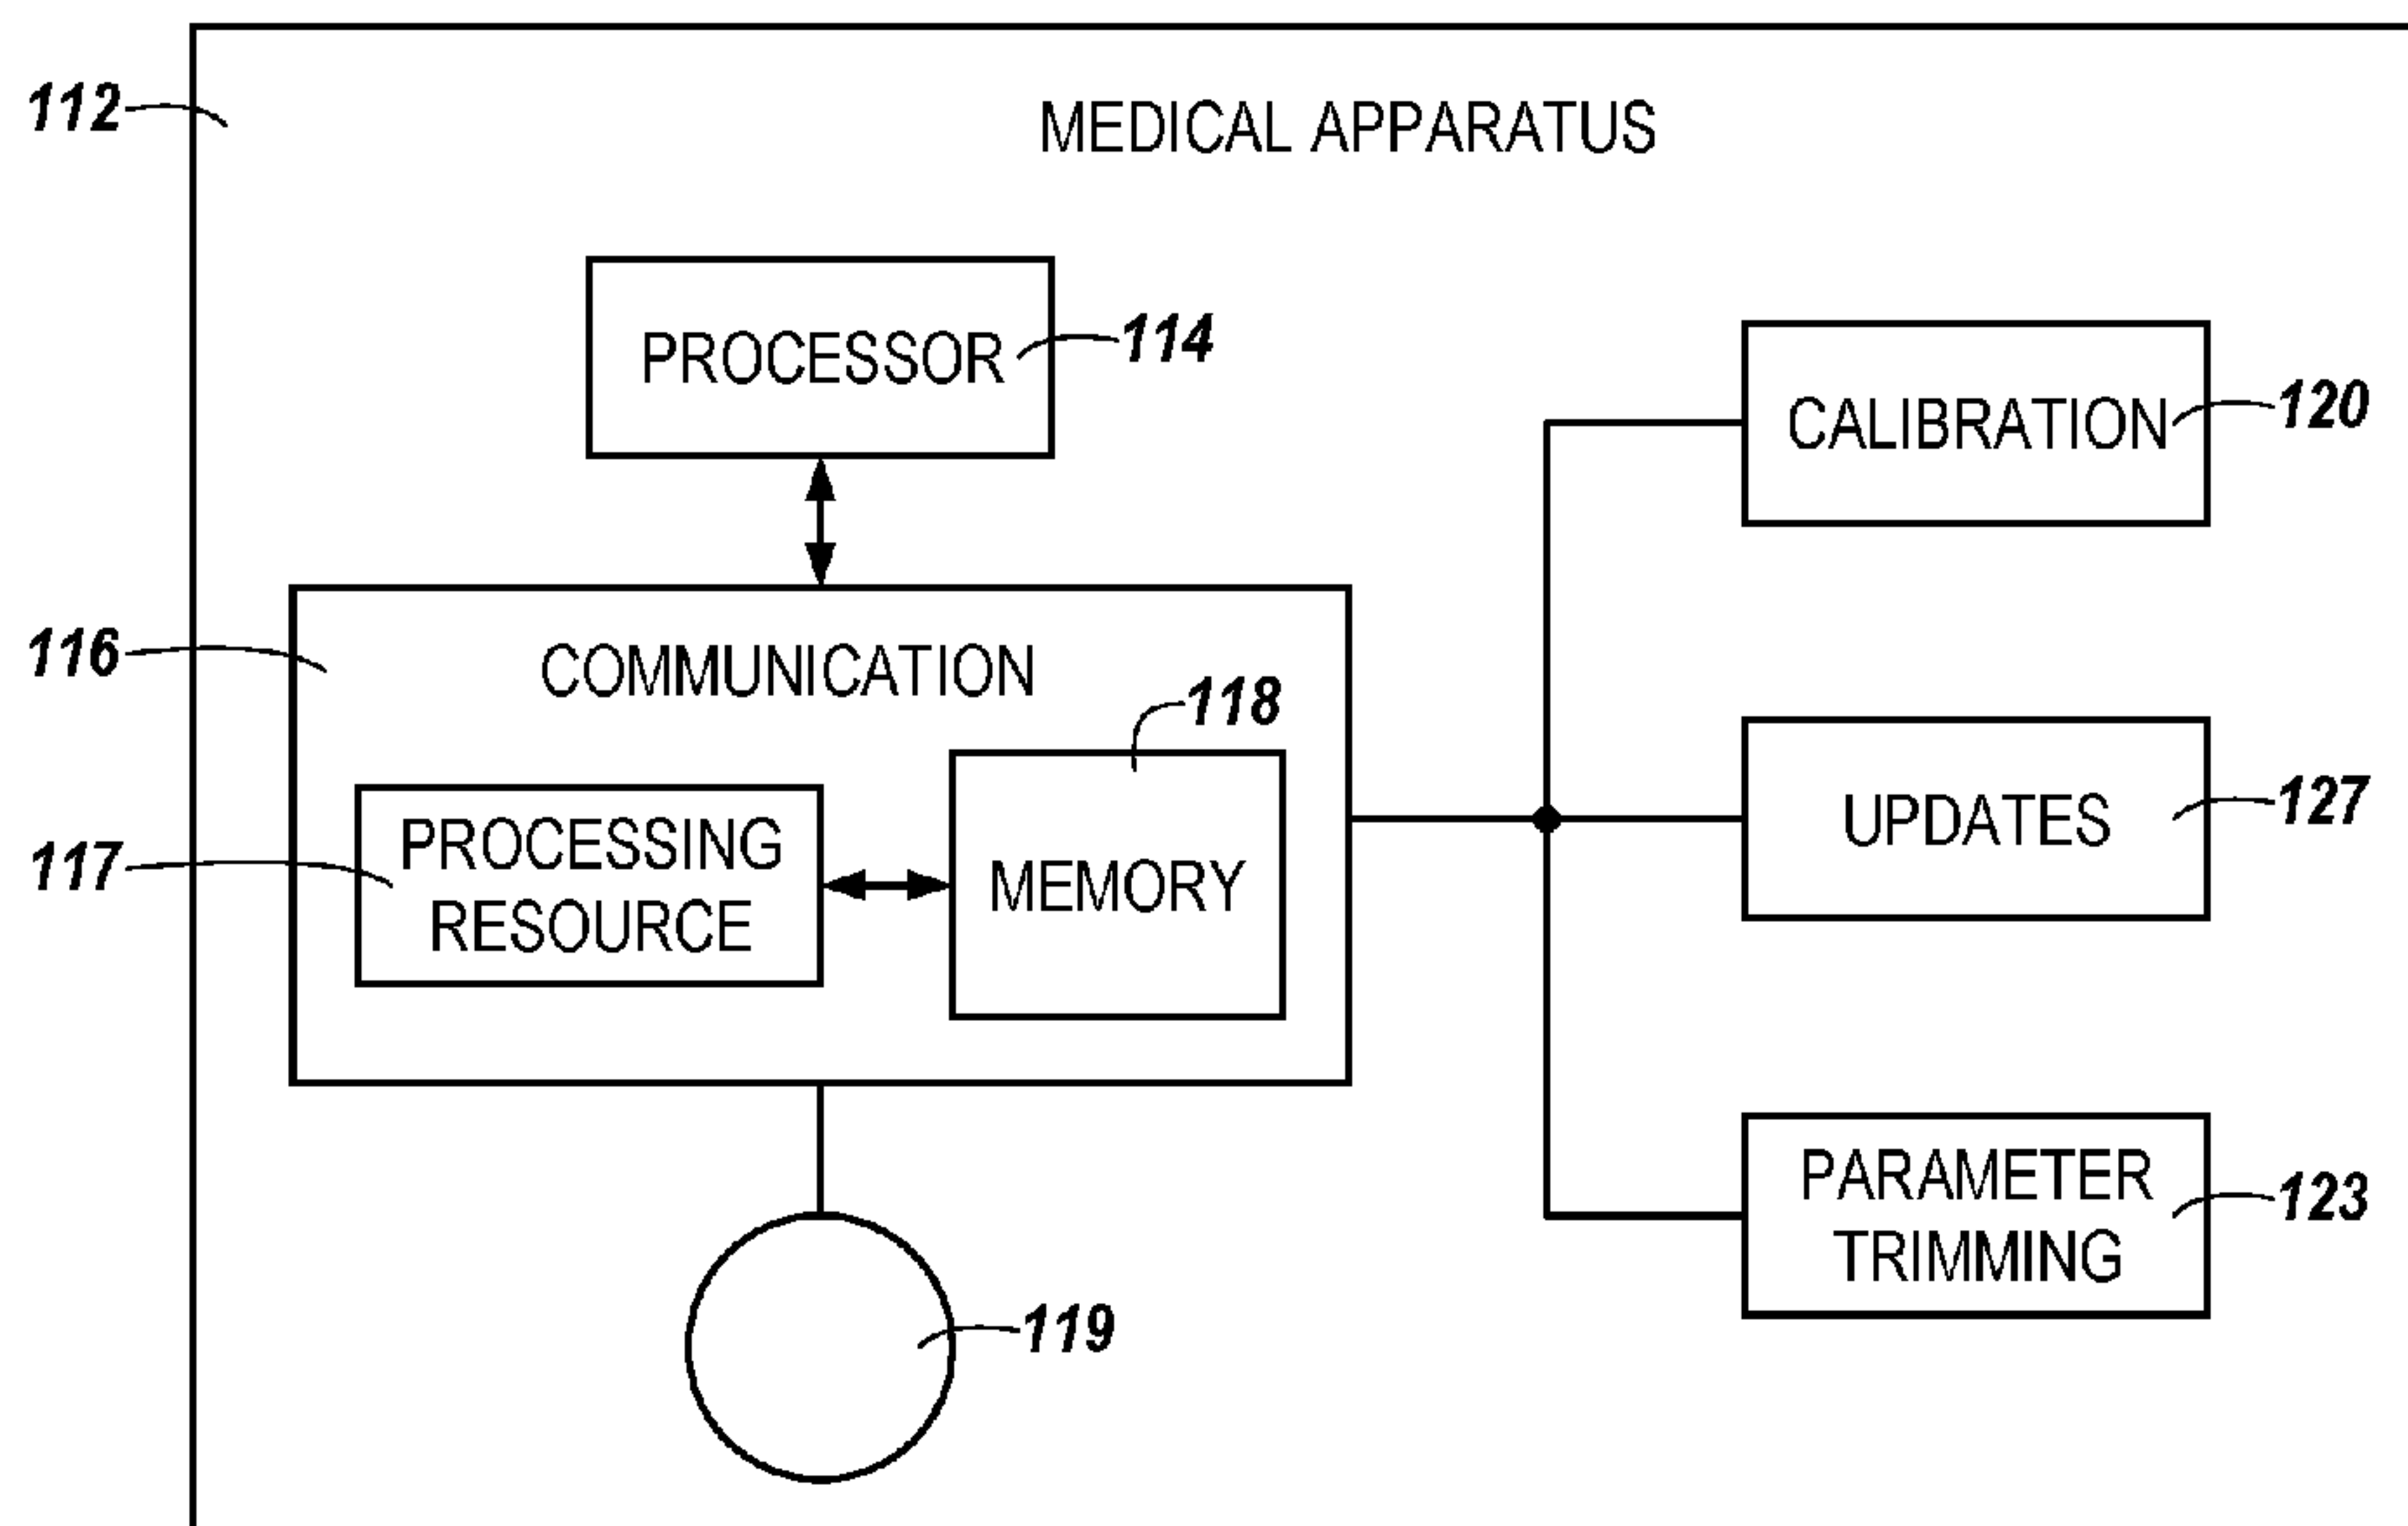 112
MEDICAL APPARATUS
PROCESSOR
114
CALIBRATION
120
116
COMMUNICATION
118
117
PROCESSING
RESOURCE
MEMORY
UPDATES
127
119
PARAMETER
TRIMMING
123